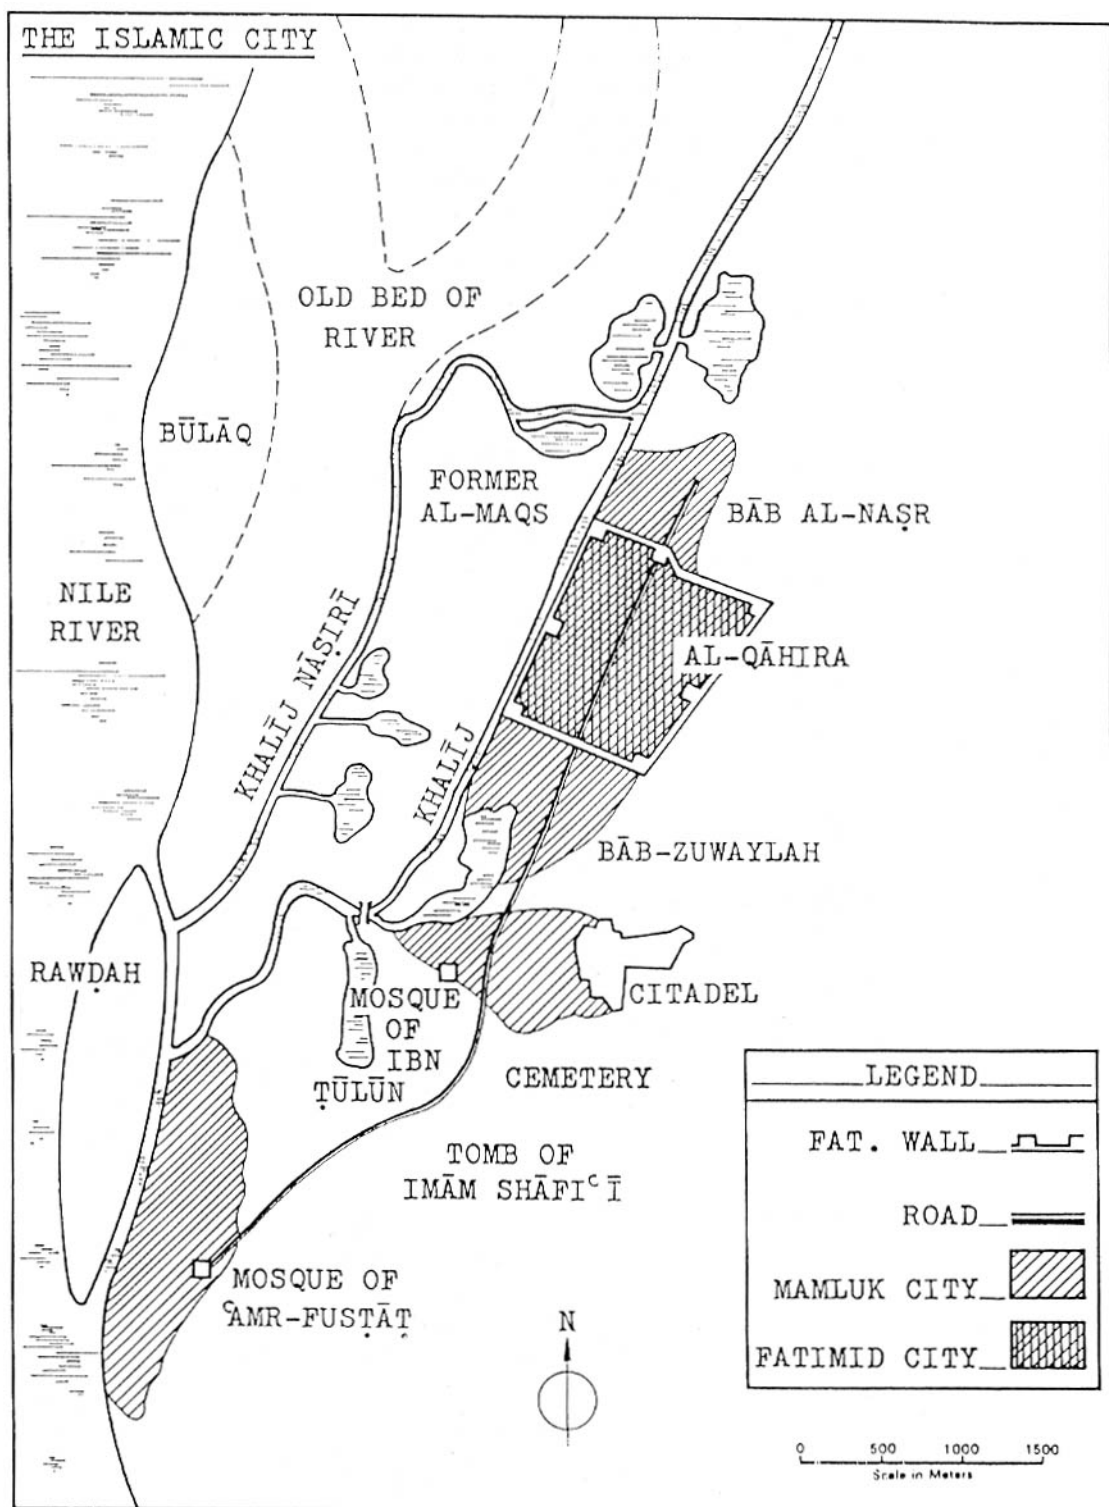 THE ISLAMIC CITY
OLD BED OF
RIVER
BŪLĀQ
FORMER
AL-MAQS
BĀB AL-NAṢR
NILE
RIVER
KHALĪJ NĀṢIRĪ
AL-QĀHIRA
KHALĪJ
BĀB-ZUWAYLAH
RAWḌAH
MOSQUE
OF
IBN
ṬŪLŪN
CITADEL
CEMETERY
TOMB OF
IMĀM SHĀFIᶜĪ
MOSQUE OF
ᶜAMR-FUSṬĀṬ
N
LEGEND
FAT. WALL
ROAD
MAMLUK CITY
FATIMID CITY
0 500 1000 1500
Scale in Meters